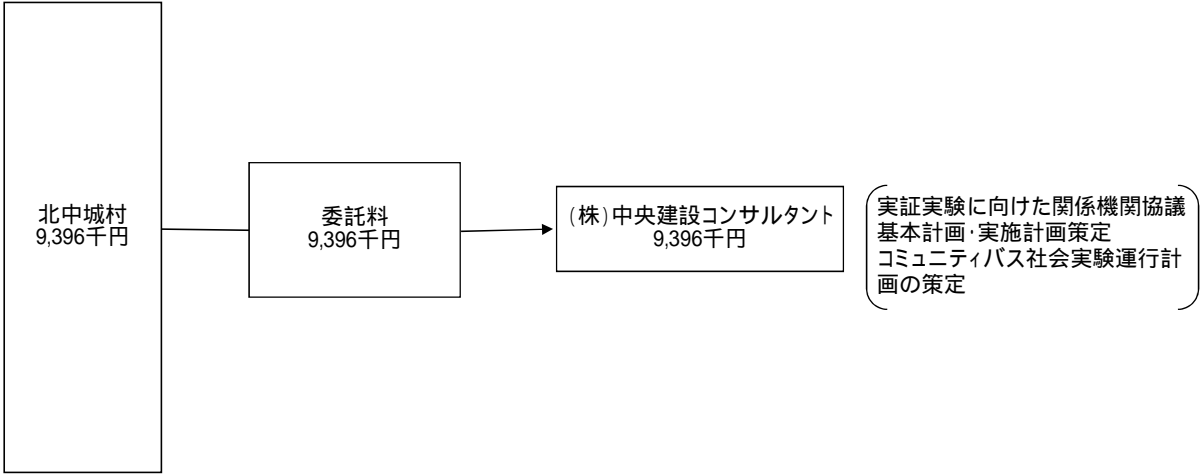 北中城村
9,396千円
委託料
9,396千円
(株)中央建設コンサルタント
9,396千円
実証実験に向けた関係機関協議
基本計画・実施計画策定
コミュニティバス社会実験運行計
画の策定